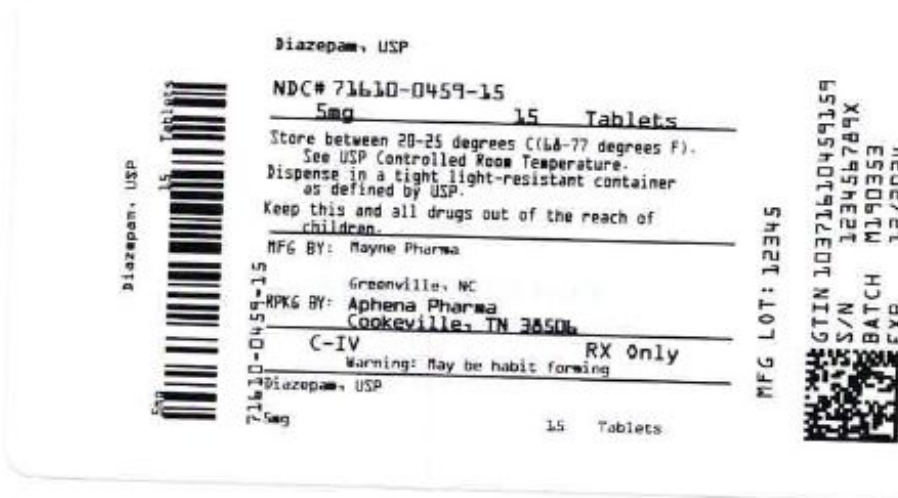 Diazepam, USP
NDC# 71610-0459-15
5mg 15 Tablets
Store between 20-25 degrees C(68-77 degrees F).
See USP Controlled Room Temperature.
Dispense in a tight light-resistant container
as defined by USP.
Keep this and all drugs out of the reach of
children.
MFG BY: Mayne Pharma
Greenville, NC
RPKG BY: Aphena Pharma
Cookeville, TN 38506
C-IV RX Only
Warning: May be habit forming
Diazepam, USP
5mg 15 Tablets
Diazepam, USP
15 Tablets
5mg
71610-0459-15
MFG LOT: 12345
GTIN 10371610459159
S/N 123456789X
BATCH M190353
EXP